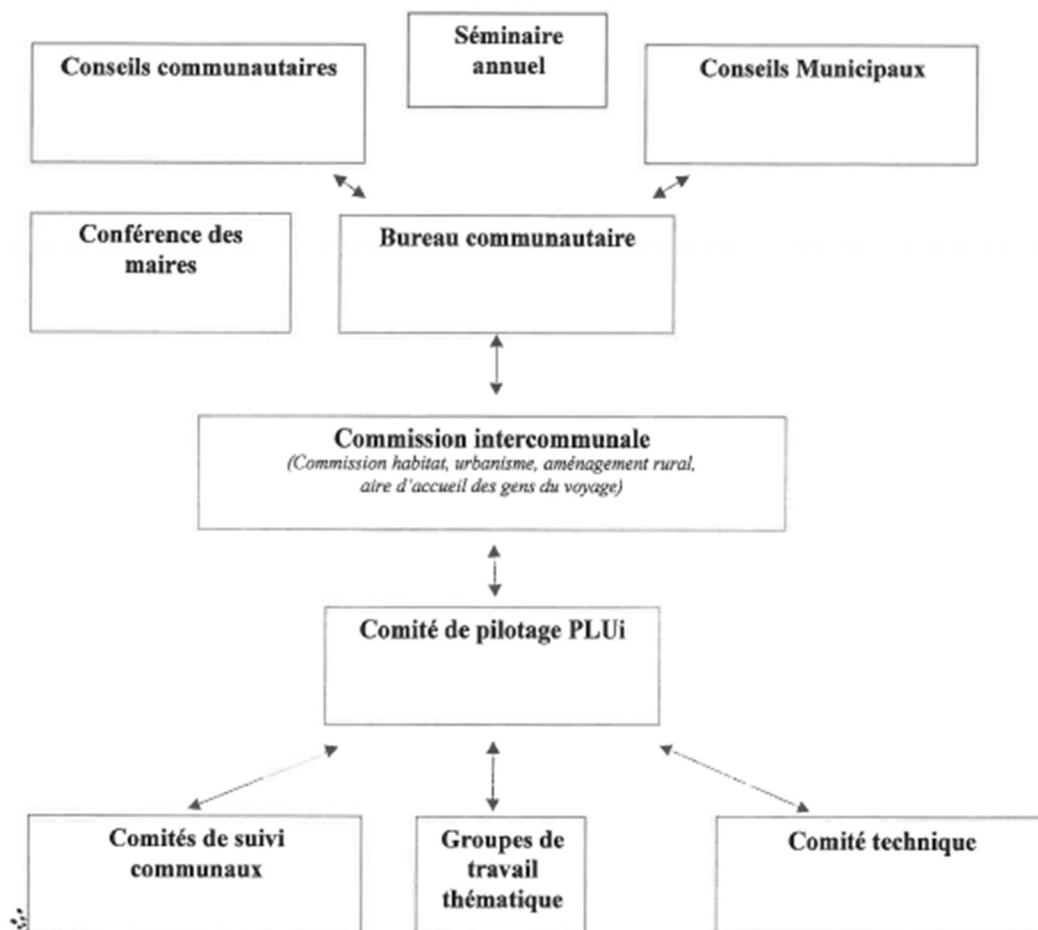 Séminaire
annuel
Conseils communautaires
Conseils Municipaux
Conférence des
maires
Bureau communautaire
Commission intercommunale
(Commission habitat, urbanisme, aménagement rural,
aire d'accueil des gens du voyage)
Comité de pilotage PLUi
Comités de suivi
communaux
Groupes de
travail
thématique
Comité technique